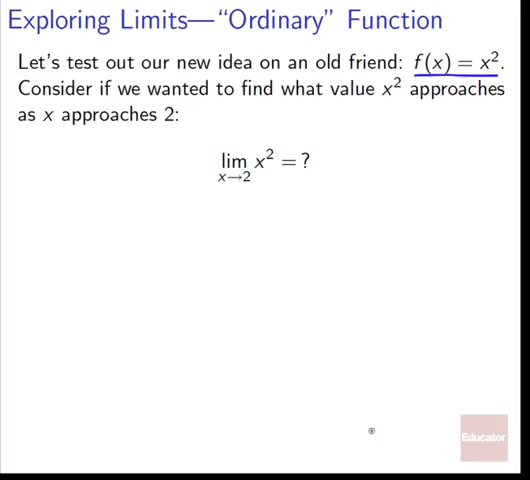 Exploring Limits—“Ordinary” Function
Let's test out our new idea on an old friend: f(x) = x².
Consider if we wanted to find what value x² approaches
as x approaches 2:
lim x² = ?
x→2
Educator